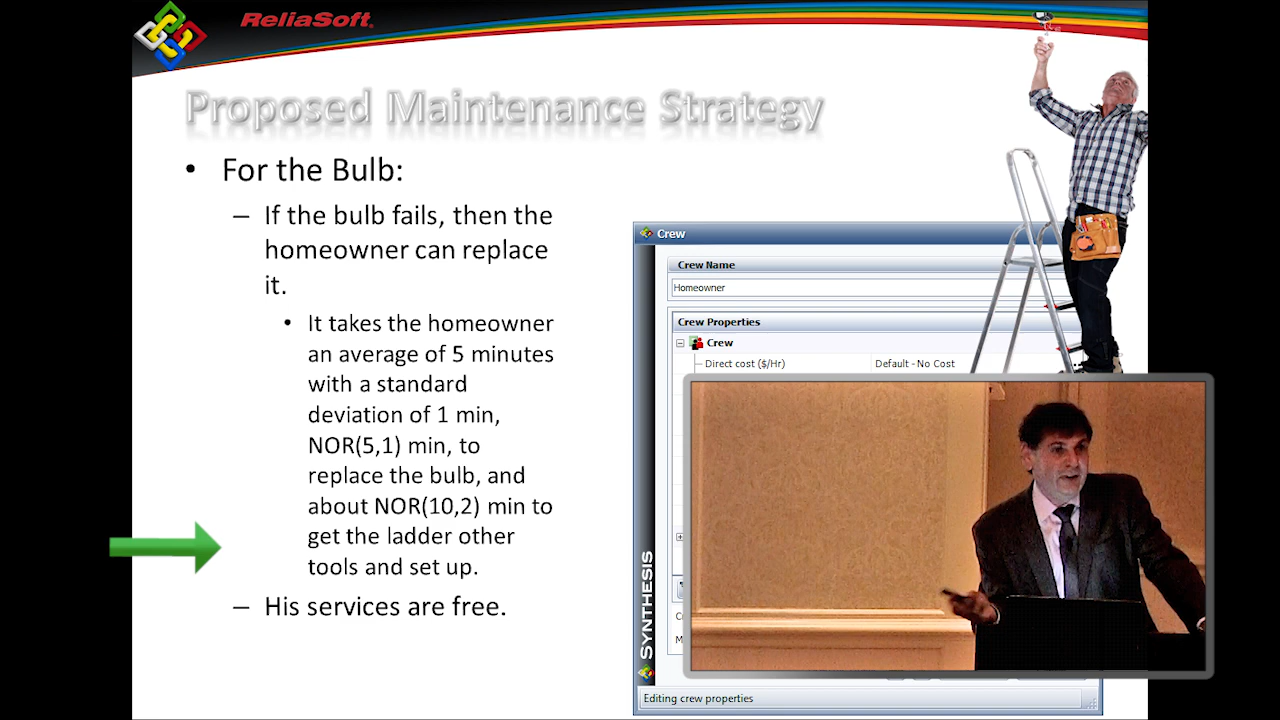 ReliaSoft
Proposed Maintenance Strategy
• For the Bulb:
– If the bulb fails, then the
homeowner can replace
it.
• It takes the homeowner
an average of 5 minutes
with a standard
deviation of 1 min,
NOR(5,1) min, to
replace the bulb, and
about NOR(10,2) min to
get the ladder other
tools and set up.
– His services are free.
Crew
Crew Name
Homeowner
Crew Properties
Crew
Direct cost ($/Hr) Default - No Cost
SYNTHESIS
Editing crew properties